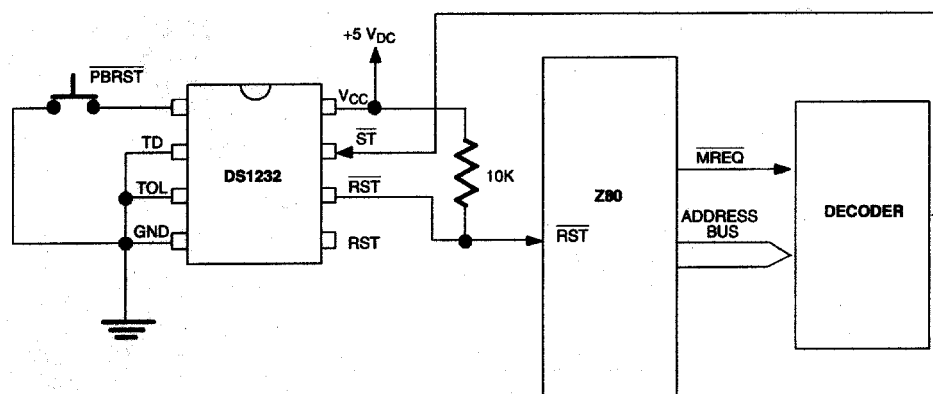 +5 VDC
PBRST
VCC
TD
ST
TOL
DS1232
RST
GND
RST
10K
Z80
RST
MREQ
ADDRESS
BUS
DECODER